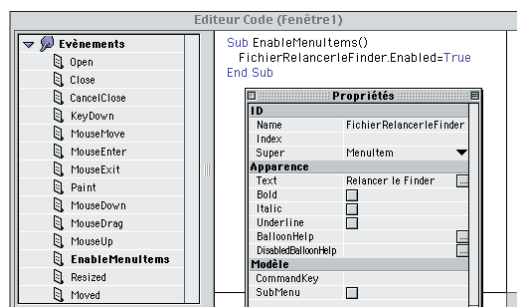 Editeur Code (Fenêtre1)
Evènements
Open
Close
CancelClose
KeyDown
MouseMove
MouseEnter
MouseExit
Paint
MouseDown
MouseDrag
MouseUp
EnableMenuItems
Resized
Moved
Sub EnableMenuItems()
FichierRelancerleFinder.Enabled=True
End Sub
Propriétés
ID
Name FichierRelancerleFinder
Index
Super MenuItem
Apparence
Text Relancer le Finder ...
Bold
Italic
Underline
BalloonHelp ...
DisabledBalloonHelp ...
Modèle
CommandKey
SubMenu